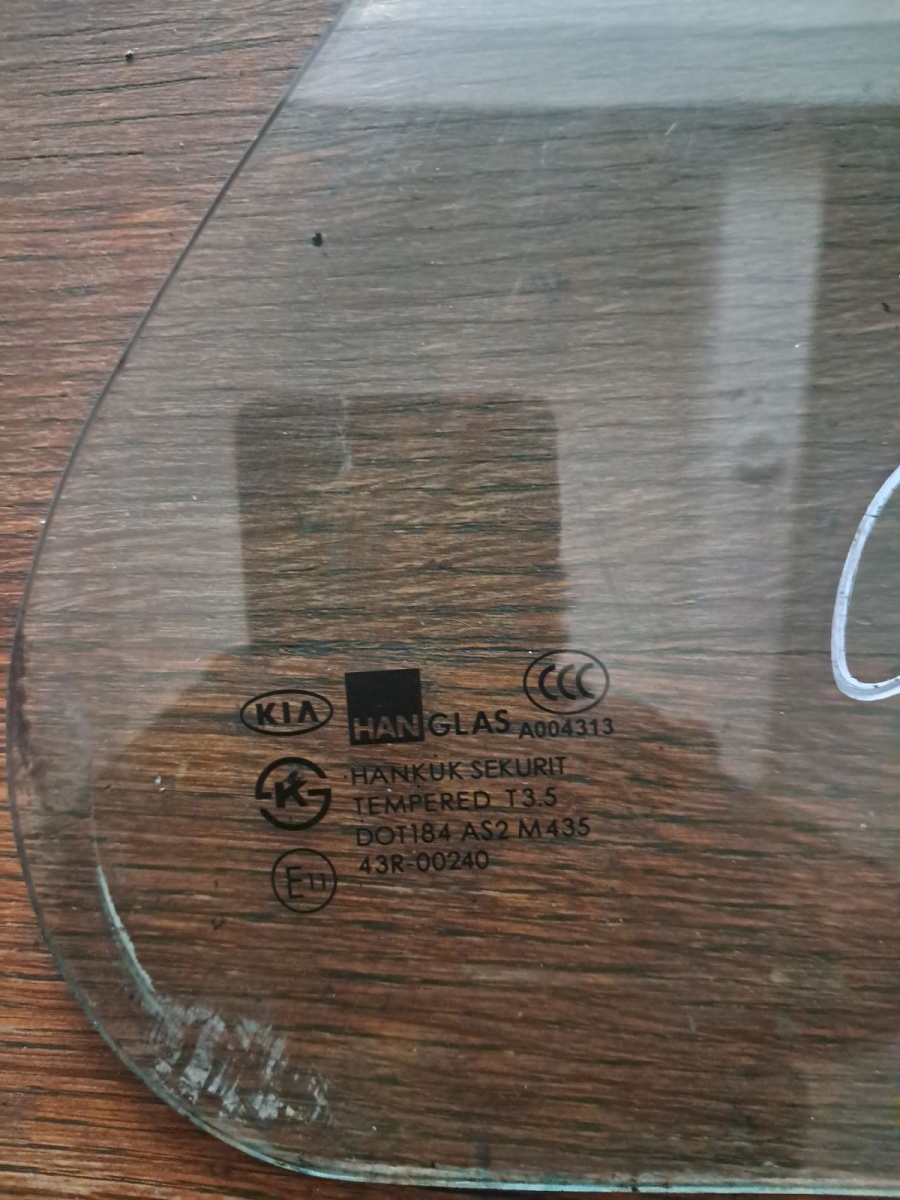 CCC
KIA HANGLAS A004313
HANKUK SEKURIT
K TEMPERED T3.5
DOT184 AS2 M435
E11 43R-00240